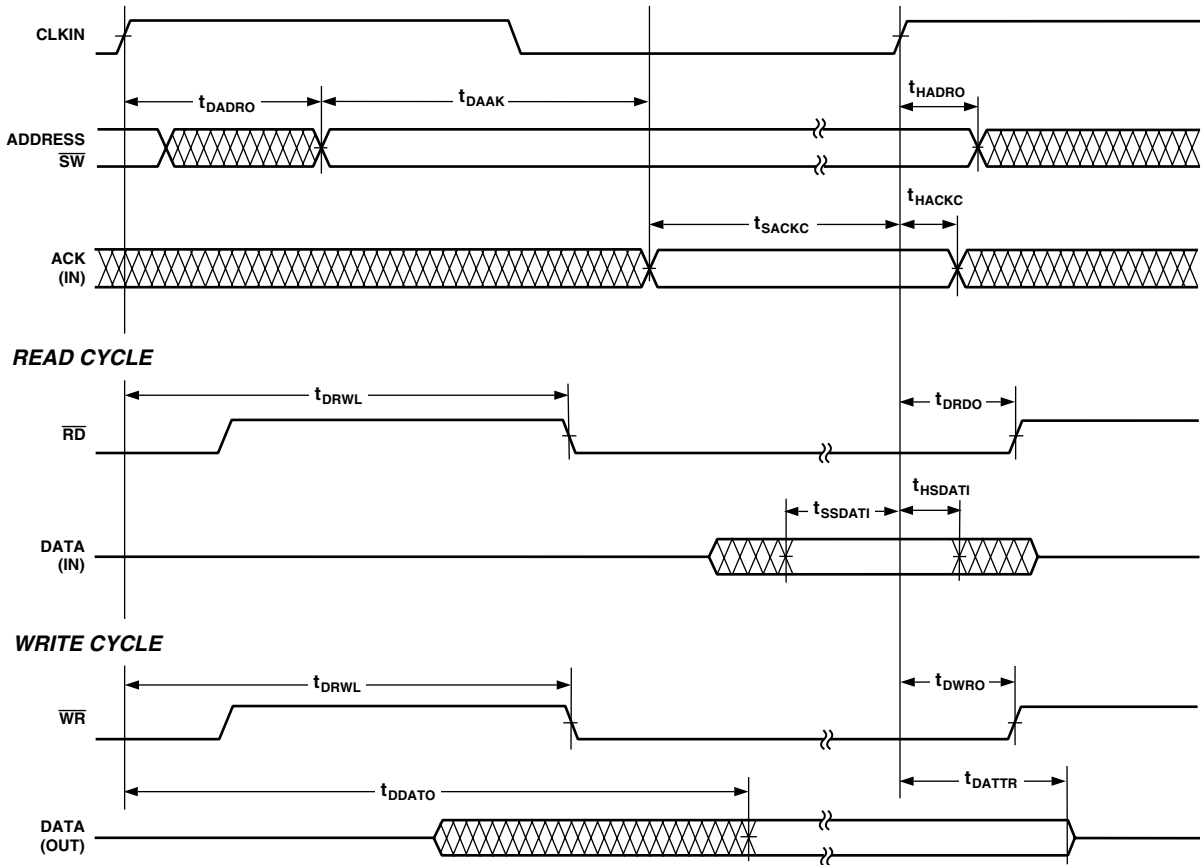 CLKIN
tDADRO
tDAAK
tHADRO
ADDRESS
SW
tHACKC
tSACKC
ACK
(IN)
READ CYCLE
tDRWL
tDRDO
RD
tHSDATI
tSSDATI
DATA
(IN)
WRITE CYCLE
tDRWL
tDWRO
WR
tDATTR
tDDATO
DATA
(OUT)